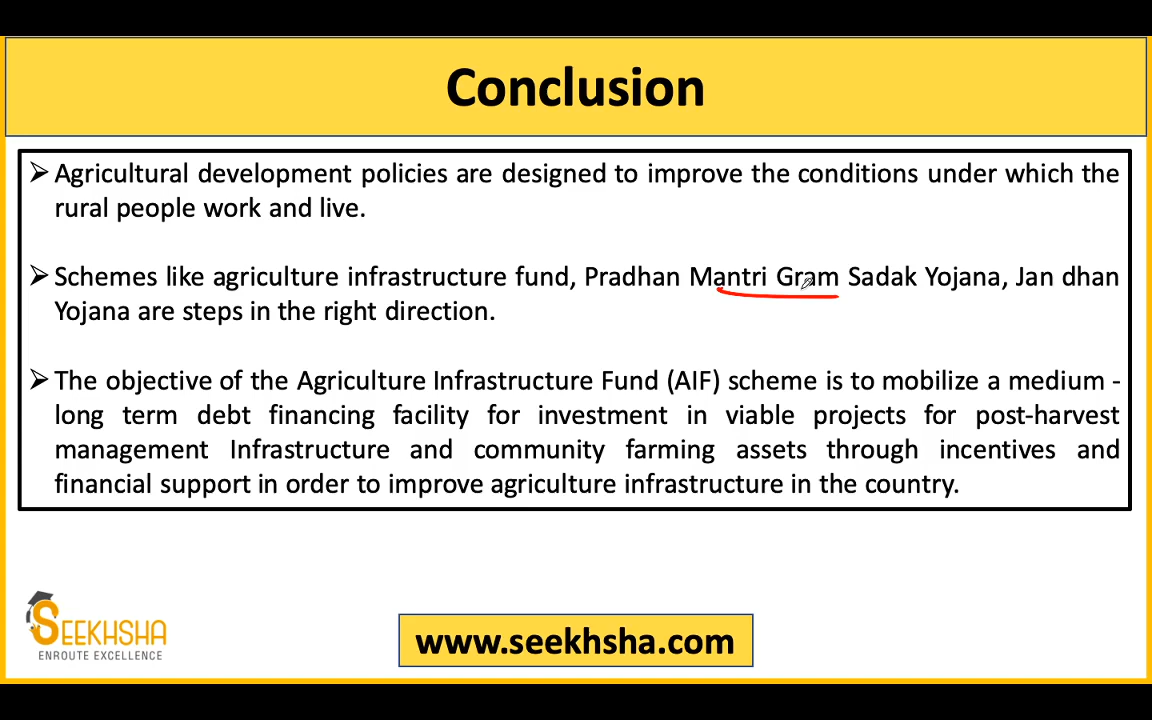 Conclusion
➢ Agricultural development policies are designed to improve the conditions under which the
rural people work and live.
➢ Schemes like agriculture infrastructure fund, Pradhan Mantri Gram Sadak Yojana, Jan dhan
Yojana are steps in the right direction.
➢ The objective of the Agriculture Infrastructure Fund (AIF) scheme is to mobilize a medium -
long term debt financing facility for investment in viable projects for post-harvest
management Infrastructure and community farming assets through incentives and
financial support in order to improve agriculture infrastructure in the country.
SEEKHSHA
ENROUTE EXCELLENCE
www.seekhsha.com